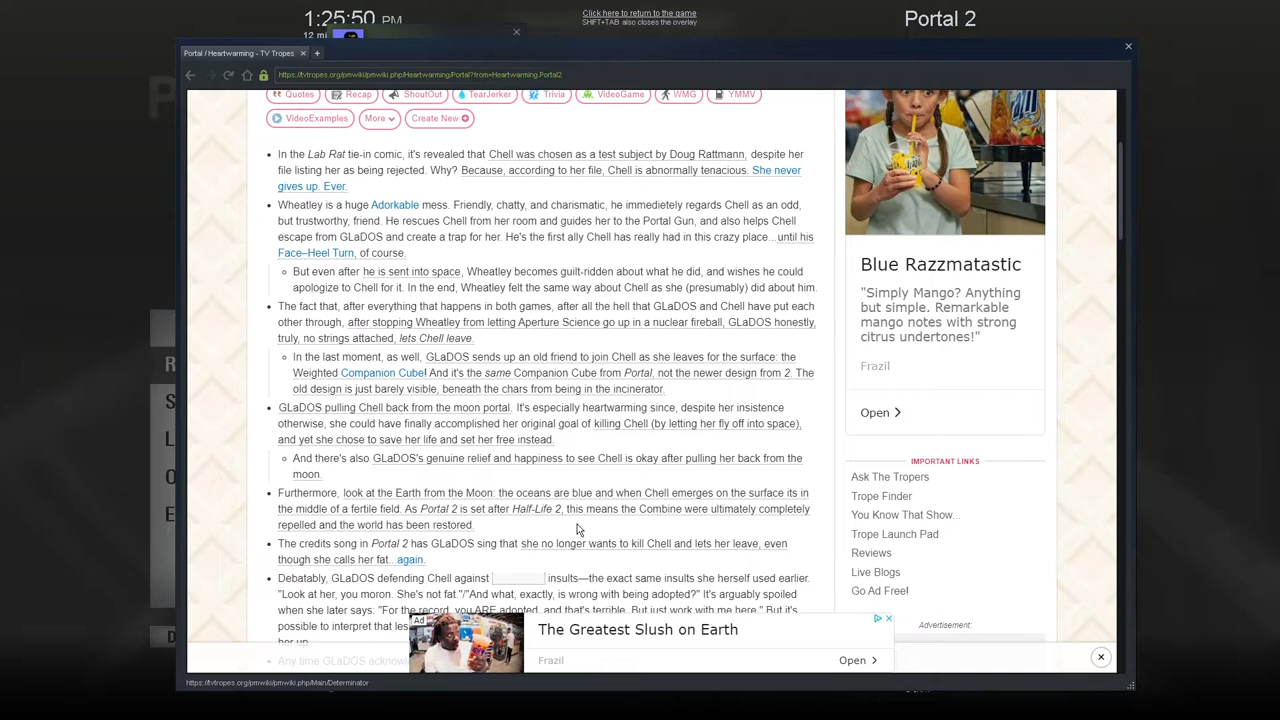 1:25:50 PM
Click here to return to the game
SHIFT+TAB also closes the overlay
Portal 2
12 mi
Portal / Heartwarming - TV Tropes
https://tvtropes.org/pmwiki/pmwiki.php/Heartwarming/Portal?from=Heartwarming.Portal2
Quotes Recap ShoutOut TearJerker Trivia VideoGame WMG YMMV
VideoExamples More Create New
In the Lab Rat tie-in comic, it's revealed that Chell was chosen as a test subject by Doug Rattmann, despite her
file listing her as being rejected. Why? Because, according to her file, Chell is abnormally tenacious. She never
gives up. Ever.
Wheatley is a huge Adorkable mess. Friendly, chatty, and charismatic, he immedietely regards Chell as an odd,
but trustworthy, friend. He rescues Chell from her room and guides her to the Portal Gun, and also helps Chell
escape from GLaDOS and create a trap for her. He's the first ally Chell has really had in this crazy place...until his
Face–Heel Turn, of course.
But even after he is sent into space, Wheatley becomes guilt-ridden about what he did, and wishes he could
apologize to Chell for it. In the end, Wheatley felt the same way about Chell as she (presumably) did about him.
The fact that, after everything that happens in both games, after all the hell that GLaDOS and Chell have put each
other through, after stopping Wheatley from letting Aperture Science go up in a nuclear fireball, GLaDOS honestly,
truly, no strings attached, lets Chell leave.
In the last moment, as well, GLaDOS sends up an old friend to join Chell as she leaves for the surface: the
Weighted Companion Cube! And it's the same Companion Cube from Portal, not the newer design from 2. The
old design is just barely visible, beneath the chars from being in the incinerator.
GLaDOS pulling Chell back from the moon portal. It's especially heartwarming since, despite her insistence
otherwise, she could have finally accomplished her original goal of killing Chell (by letting her fly off into space),
and yet she chose to save her life and set her free instead.
And there's also GLaDOS's genuine relief and happiness to see Chell is okay after pulling her back from the
moon.
Furthermore, look at the Earth from the Moon: the oceans are blue and when Chell emerges on the surface its in
the middle of a fertile field. As Portal 2 is set after Half-Life 2, this means the Combine were ultimately completely
repelled and the world has been restored.
The credits song in Portal 2 has GLaDOS sing that she no longer wants to kill Chell and lets her leave, even
though she calls her fat...again.
Debatably, GLaDOS defending Chell against insults—the exact same insults she herself used earlier.
"Look at her, you moron. She's not fat."/"And what, exactly, is wrong with being adopted?" It's arguably spoiled
when she later says: "For the record, you ARE adopted, and that's terrible. But just work with me here." But it's
possible to interpret that les
her up.
Any time GLaDOS acknowl
Blue Razzmatastic
"Simply Mango? Anything
but simple. Remarkable
mango notes with strong
citrus undertones!"
Frazil
Open
IMPORTANT LINKS
Ask The Tropers
Trope Finder
You Know That Show...
Trope Launch Pad
Reviews
Live Blogs
Go Ad Free!
Advertisement:
Ad
The Greatest Slush on Earth
Frazil
Open
https://tvtropes.org/pmwiki/pmwiki.php/Main/Determinator